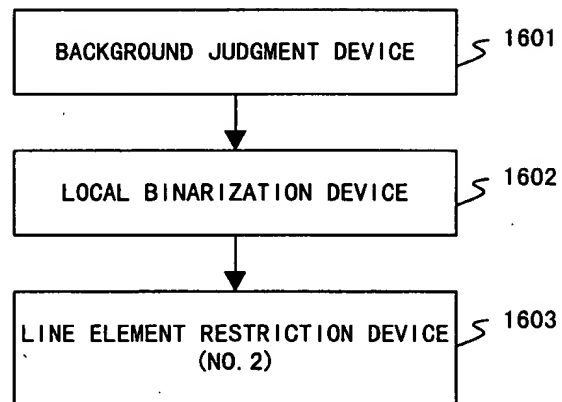 BACKGROUND JUDGMENT DEVICE
1601
LOCAL BINARIZATION DEVICE
1602
LINE ELEMENT RESTRICTION DEVICE
(NO. 2)
1603